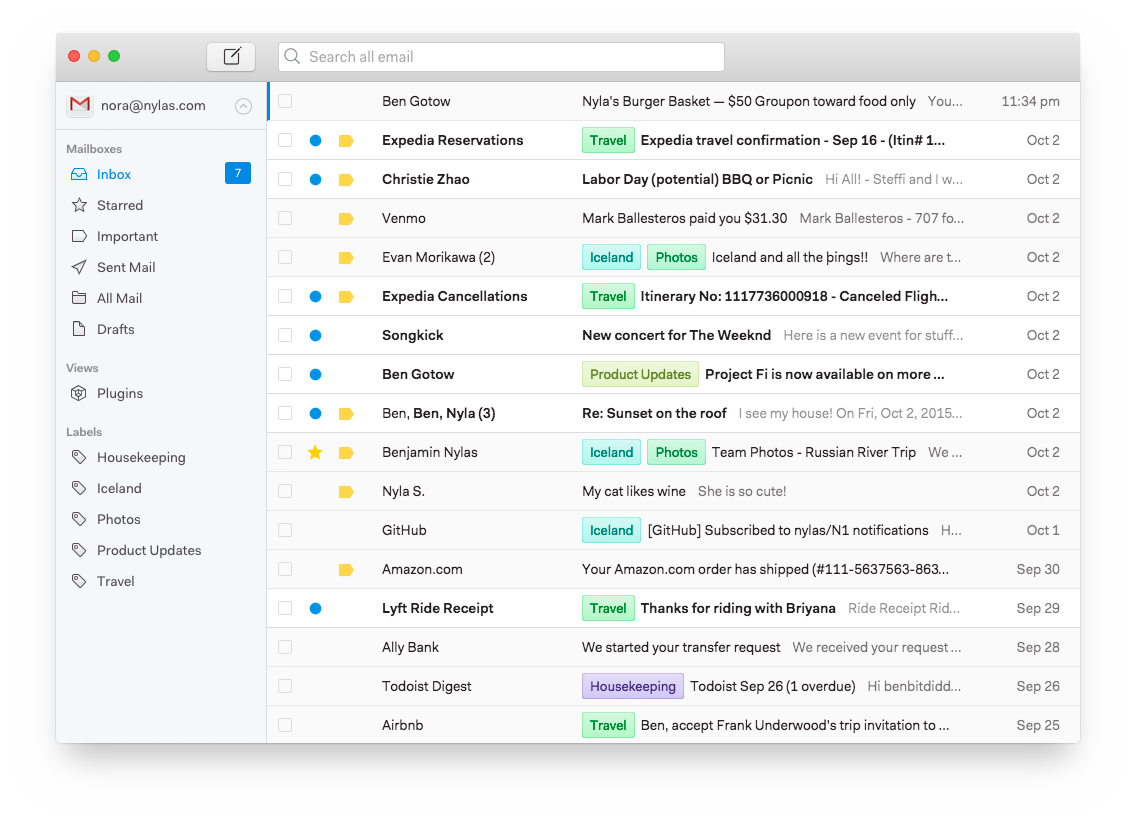 Search all email
nora@nylas.com
Mailboxes
Inbox 7
Starred
Important
Sent Mail
All Mail
Drafts
Views
Plugins
Labels
Housekeeping
Iceland
Photos
Product Updates
Travel
Ben Gotow Nyla's Burger Basket — $50 Groupon toward food only You... 11:34 pm
Expedia Reservations Travel Expedia travel confirmation - Sep 16 - (Itin# 1... Oct 2
Christie Zhao Labor Day (potential) BBQ or Picnic Hi All! - Steffi and I w... Oct 2
Venmo Mark Ballesteros paid you $31.30 Mark Ballesteros - 707 fo... Oct 2
Evan Morikawa (2) Iceland Photos Iceland and all the þings!! Where are t... Oct 2
Expedia Cancellations Travel Itinerary No: 1117736000918 - Canceled Fligh... Oct 2
Songkick New concert for The Weeknd Here is a new event for stuff... Oct 2
Ben Gotow Product Updates Project Fi is now available on more ... Oct 2
Ben, Ben, Nyla (3) Re: Sunset on the roof I see my house! On Fri, Oct 2, 2015... Oct 2
Benjamin Nylas Iceland Photos Team Photos - Russian River Trip We ... Oct 2
Nyla S. My cat likes wine She is so cute! Oct 2
GitHub Iceland [GitHub] Subscribed to nylas/N1 notifications H... Oct 1
Amazon.com Your Amazon.com order has shipped (#111-5637563-863... Sep 30
Lyft Ride Receipt Travel Thanks for riding with Briyana Ride Receipt Rid... Sep 29
Ally Bank We started your transfer request We received your request ... Sep 28
Todoist Digest Housekeeping Todoist Sep 26 (1 overdue) Hi benbitdidd... Sep 26
Airbnb Travel Ben, accept Frank Underwood's trip invitation to ... Sep 25